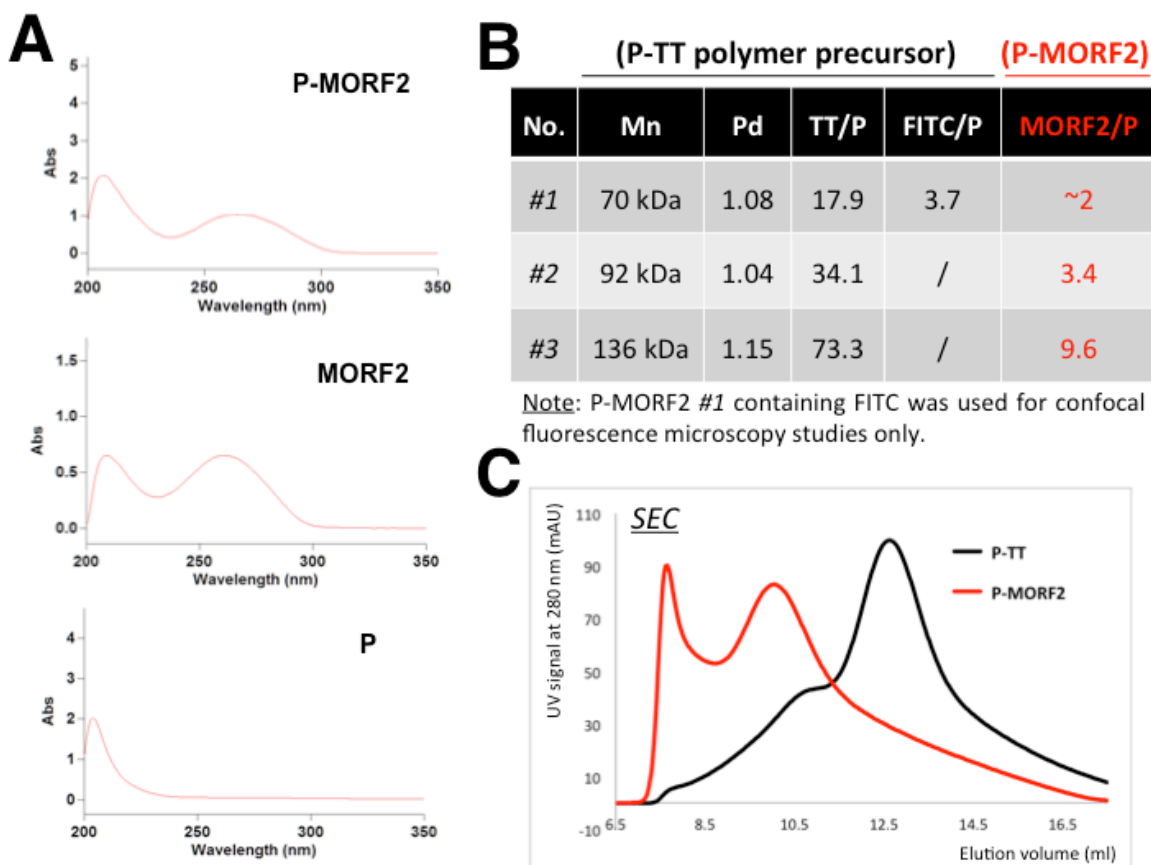 A
P-MORF2
5
4
3
2
1
0
Abs
200 250 300 350
Wavelength (nm)
MORF2
1.5
1.0
0.5
0.0
Abs
200 250 300 350
Wavelength (nm)
P
4
3
2
1
0
Abs
200 250 300 350
Wavelength (nm)
B
(P-TT polymer precursor) (P-MORF2)
No. Mn Pd TT/P FITC/P MORF2/P
#1 70 kDa 1.08 17.9 3.7 ~2
#2 92 kDa 1.04 34.1 / 3.4
#3 136 kDa 1.15 73.3 / 9.6
Note: P-MORF2 #1 containing FITC was used for confocal
fluorescence microscopy studies only.
C
SEC
P-TT
P-MORF2
UV signal at 280 nm (mAU)
110
90
70
50
30
10
-10
6.5 8.5 10.5 12.5 14.5 16.5
Elution volume (ml)